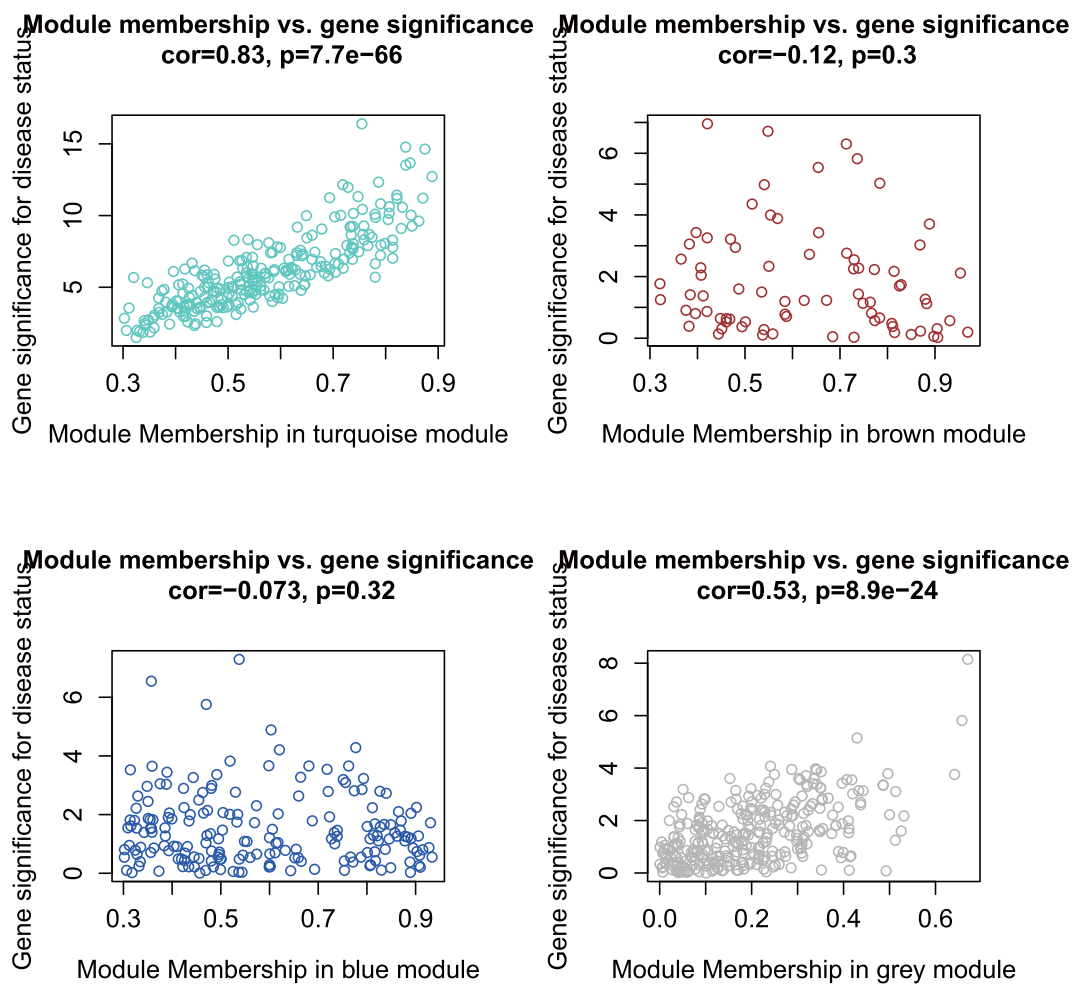 Module membership vs. gene significance
cor=0.83, p=7.7e−66
Gene significance for disease status
15
10
5
0.3 0.5 0.7 0.9
Module Membership in turquoise module
Module membership vs. gene significance
cor=−0.12, p=0.3
Gene significance for disease status
6
4
2
0
0.3 0.5 0.7 0.9
Module Membership in brown module
Module membership vs. gene significance
cor=−0.073, p=0.32
Gene significance for disease status
6
4
2
0
0.3 0.5 0.7 0.9
Module Membership in blue module
Module membership vs. gene significance
cor=0.53, p=8.9e−24
Gene significance for disease status
8
6
4
2
0
0.0 0.2 0.4 0.6
Module Membership in grey module